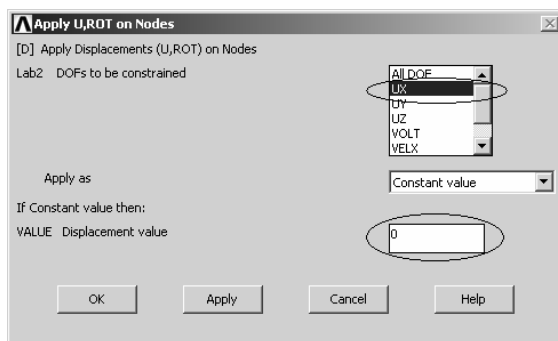 Apply U,ROT on Nodes
[D] Apply Displacements (U,ROT) on Nodes
Lab2 DOFs to be constrained
All DOF
UX
UY
UZ
VOLT
VELX
Apply as
Constant value
If Constant value then:
VALUE Displacement value
0
OK Apply Cancel Help